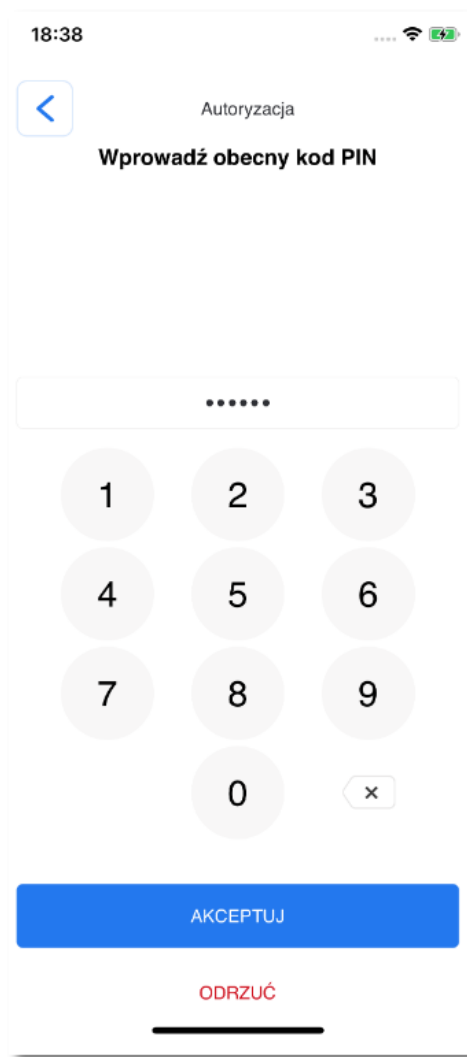 18:38
Autoryzacja
Wprowadź obecny kod PIN
••••••
1 2 3
4 5 6
7 8 9
0
AKCEPTUJ
ODRZUĆ